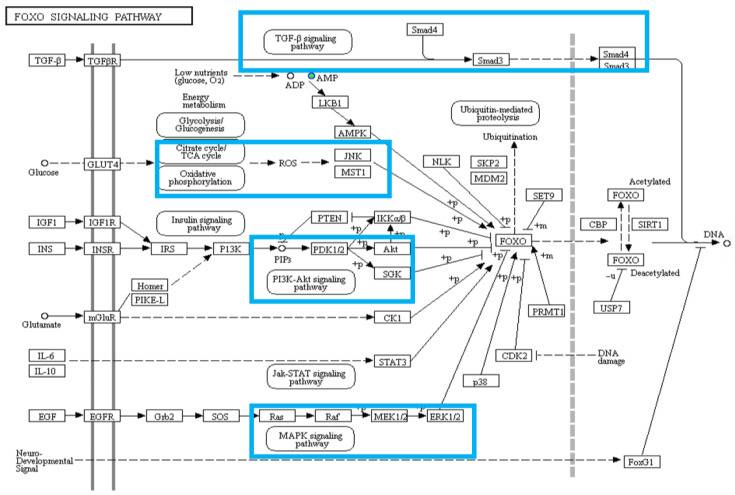 FOXO SIGNALING PATHWAY
TGF-β signaling
pathway
Smad4
TGF-β
TGFβR
Smad3
Smad4
Smad3
Low nutrients
(glucose, O2)
ADP
AMP
Energy
metabolism
LKB1
Glycolysis/
Glucogenesis
AMPK
Ubiquitin-mediated
proteolysis
Ubiquitination
Citrate cycle/
TCA cycle
Oxidative
phosphorylation
Glucose
GLUT4
ROS
JNK
MST1
NLK
SKP2
MDM2
SET9
FOXO
Acetylated
CBP
SIRT1
DNA
FOXO
Deacetylated
-u
USP7
IGF1
IGF1R
Insulin signaling
pathway
PTEN
IKKα/β
+p
+p
+p
+p
+m
INS
INSR
IRS
PI3K
-p
PIP3
PDK1/2
+p
+p
Akt
+p
FOXO
+p
SGK
+p
+p
+p
+p
+m
PI3K-Akt signaling
pathway
Homer
PIKE-L
Glutamate
mGluR
CK1
PRMT1
IL-6
IL-10
STAT3
CDK2
DNA
damage
Jak-STAT signaling
pathway
p38
EGF
EGFR
Grb2
SOS
Ras
Raf
MEK1/2
ERK1/2
MAPK signaling
pathway
Neuro-
Developmental
Signal
FoxG1